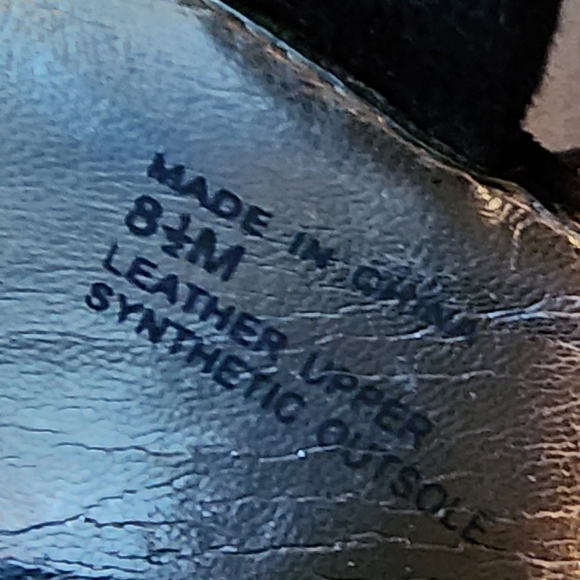 MADE IN CHINA
8½M
LEATHER UPPER
SYNTHETIC OUTSOLE